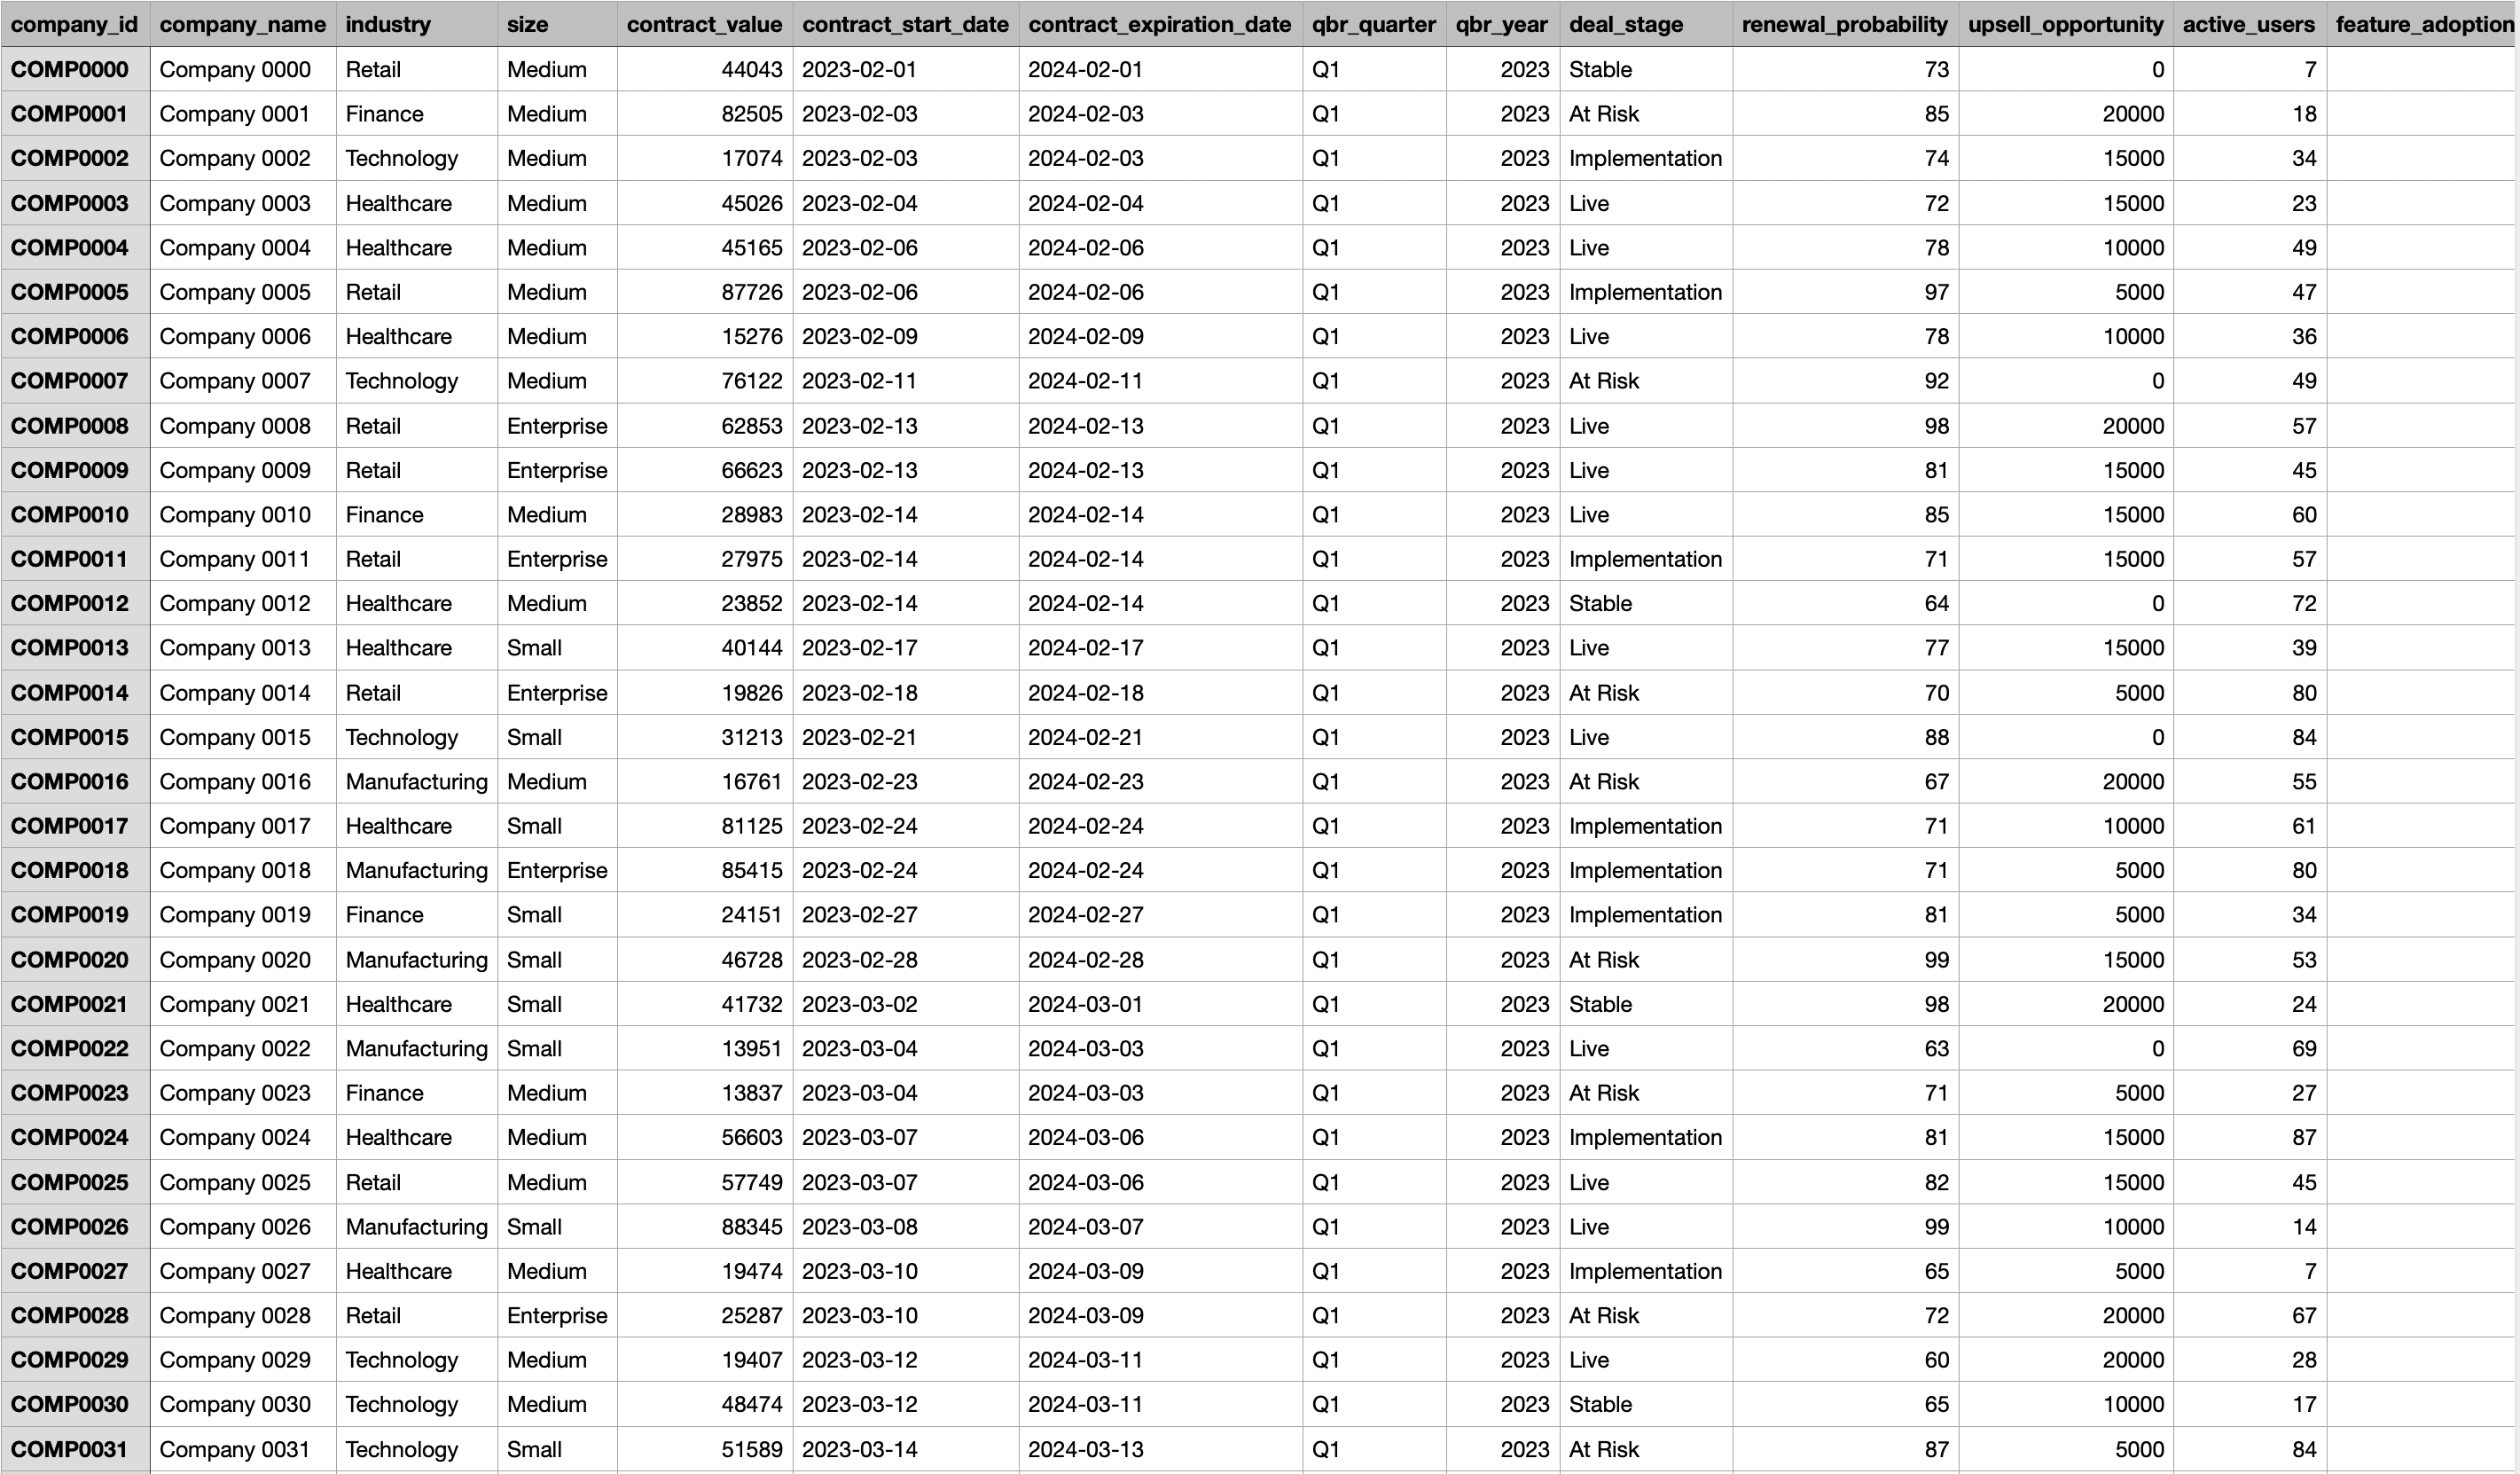 company_id company_name industry size contract_value contract_start_date contract_expiration_date qbr_quarter qbr_year deal_stage renewal_probability upsell_opportunity active_users feature_adoption
COMP0000 Company 0000 Retail Medium 44043 2023-02-01 2024-02-01 Q1 2023 Stable 73 0 7
COMP0001 Company 0001 Finance Medium 82505 2023-02-03 2024-02-03 Q1 2023 At Risk 85 20000 18
COMP0002 Company 0002 Technology Medium 17074 2023-02-03 2024-02-03 Q1 2023 Implementation 74 15000 34
COMP0003 Company 0003 Healthcare Medium 45026 2023-02-04 2024-02-04 Q1 2023 Live 72 15000 23
COMP0004 Company 0004 Healthcare Medium 45165 2023-02-06 2024-02-06 Q1 2023 Live 78 10000 49
COMP0005 Company 0005 Retail Medium 87726 2023-02-06 2024-02-06 Q1 2023 Implementation 97 5000 47
COMP0006 Company 0006 Healthcare Medium 15276 2023-02-09 2024-02-09 Q1 2023 Live 78 10000 36
COMP0007 Company 0007 Technology Medium 76122 2023-02-11 2024-02-11 Q1 2023 At Risk 92 0 49
COMP0008 Company 0008 Retail Enterprise 62853 2023-02-13 2024-02-13 Q1 2023 Live 98 20000 57
COMP0009 Company 0009 Retail Enterprise 66623 2023-02-13 2024-02-13 Q1 2023 Live 81 15000 45
COMP0010 Company 0010 Finance Medium 28983 2023-02-14 2024-02-14 Q1 2023 Live 85 15000 60
COMP0011 Company 0011 Retail Enterprise 27975 2023-02-14 2024-02-14 Q1 2023 Implementation 71 15000 57
COMP0012 Company 0012 Healthcare Medium 23852 2023-02-14 2024-02-14 Q1 2023 Stable 64 0 72
COMP0013 Company 0013 Healthcare Small 40144 2023-02-17 2024-02-17 Q1 2023 Live 77 15000 39
COMP0014 Company 0014 Retail Enterprise 19826 2023-02-18 2024-02-18 Q1 2023 At Risk 70 5000 80
COMP0015 Company 0015 Technology Small 31213 2023-02-21 2024-02-21 Q1 2023 Live 88 0 84
COMP0016 Company 0016 Manufacturing Medium 16761 2023-02-23 2024-02-23 Q1 2023 At Risk 67 20000 55
COMP0017 Company 0017 Healthcare Small 81125 2023-02-24 2024-02-24 Q1 2023 Implementation 71 10000 61
COMP0018 Company 0018 Manufacturing Enterprise 85415 2023-02-24 2024-02-24 Q1 2023 Implementation 71 5000 80
COMP0019 Company 0019 Finance Small 24151 2023-02-27 2024-02-27 Q1 2023 Implementation 81 5000 34
COMP0020 Company 0020 Manufacturing Small 46728 2023-02-28 2024-02-28 Q1 2023 At Risk 99 15000 53
COMP0021 Company 0021 Healthcare Small 41732 2023-03-02 2024-03-01 Q1 2023 Stable 98 20000 24
COMP0022 Company 0022 Manufacturing Small 13951 2023-03-04 2024-03-03 Q1 2023 Live 63 0 69
COMP0023 Company 0023 Finance Medium 13837 2023-03-04 2024-03-03 Q1 2023 At Risk 71 5000 27
COMP0024 Company 0024 Healthcare Medium 56603 2023-03-07 2024-03-06 Q1 2023 Implementation 81 15000 87
COMP0025 Company 0025 Retail Medium 57749 2023-03-07 2024-03-06 Q1 2023 Live 82 15000 45
COMP0026 Company 0026 Manufacturing Small 88345 2023-03-08 2024-03-07 Q1 2023 Live 99 10000 14
COMP0027 Company 0027 Healthcare Medium 19474 2023-03-10 2024-03-09 Q1 2023 Implementation 65 5000 7
COMP0028 Company 0028 Retail Enterprise 25287 2023-03-10 2024-03-09 Q1 2023 At Risk 72 20000 67
COMP0029 Company 0029 Technology Medium 19407 2023-03-12 2024-03-11 Q1 2023 Live 60 20000 28
COMP0030 Company 0030 Technology Medium 48474 2023-03-12 2024-03-11 Q1 2023 Stable 65 10000 17
COMP0031 Company 0031 Technology Small 51589 2023-03-14 2024-03-13 Q1 2023 At Risk 87 5000 84